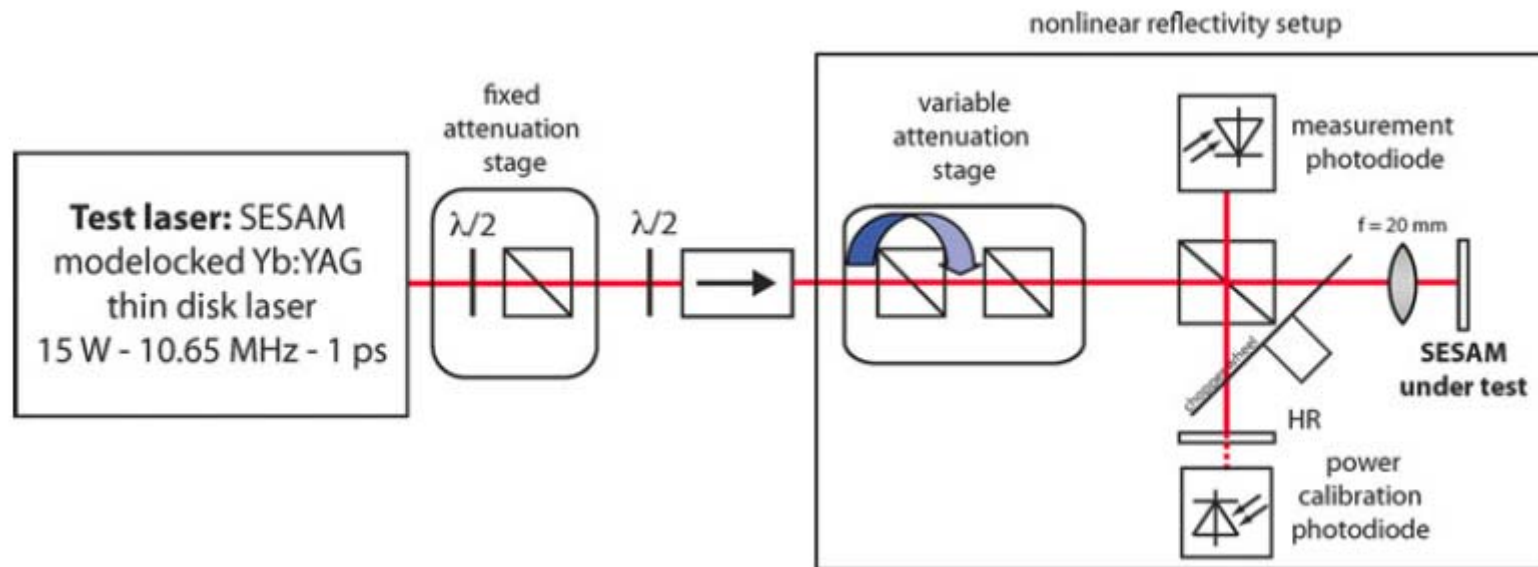 nonlinear reflectivity setup
fixed
attenuation
stage
variable
attenuation
stage
measurement
photodiode
Test laser: SESAM
modelocked Yb:YAG
thin disk laser
15 W - 10.65 MHz - 1 ps
λ/2
λ/2
f = 20 mm
chopper wheel
SESAM
under test
HR
power
calibration
photodiode